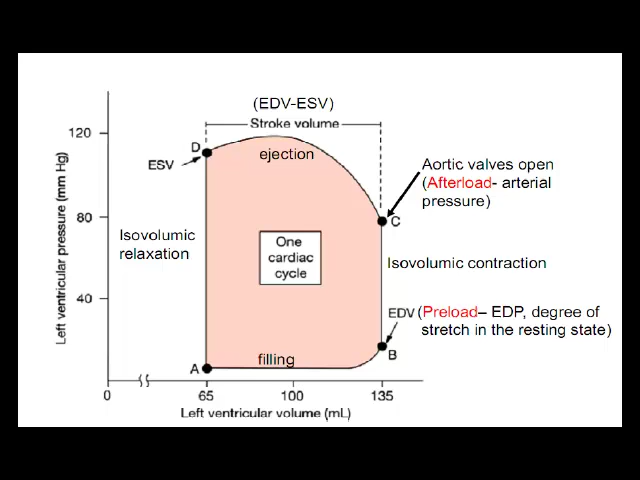 (EDV-ESV)
Stroke volume
120
D
ESV
ejection
Aortic valves open
(Afterload- arterial
pressure)
80
C
Isovolumic
relaxation
One
cardiac
cycle
Isovolumic contraction
40
EDV (Preload– EDP, degree of
stretch in the resting state)
B
A
filling
0
65
100
135
Left ventricular volume (mL)
Left ventricular pressure (mm Hg)